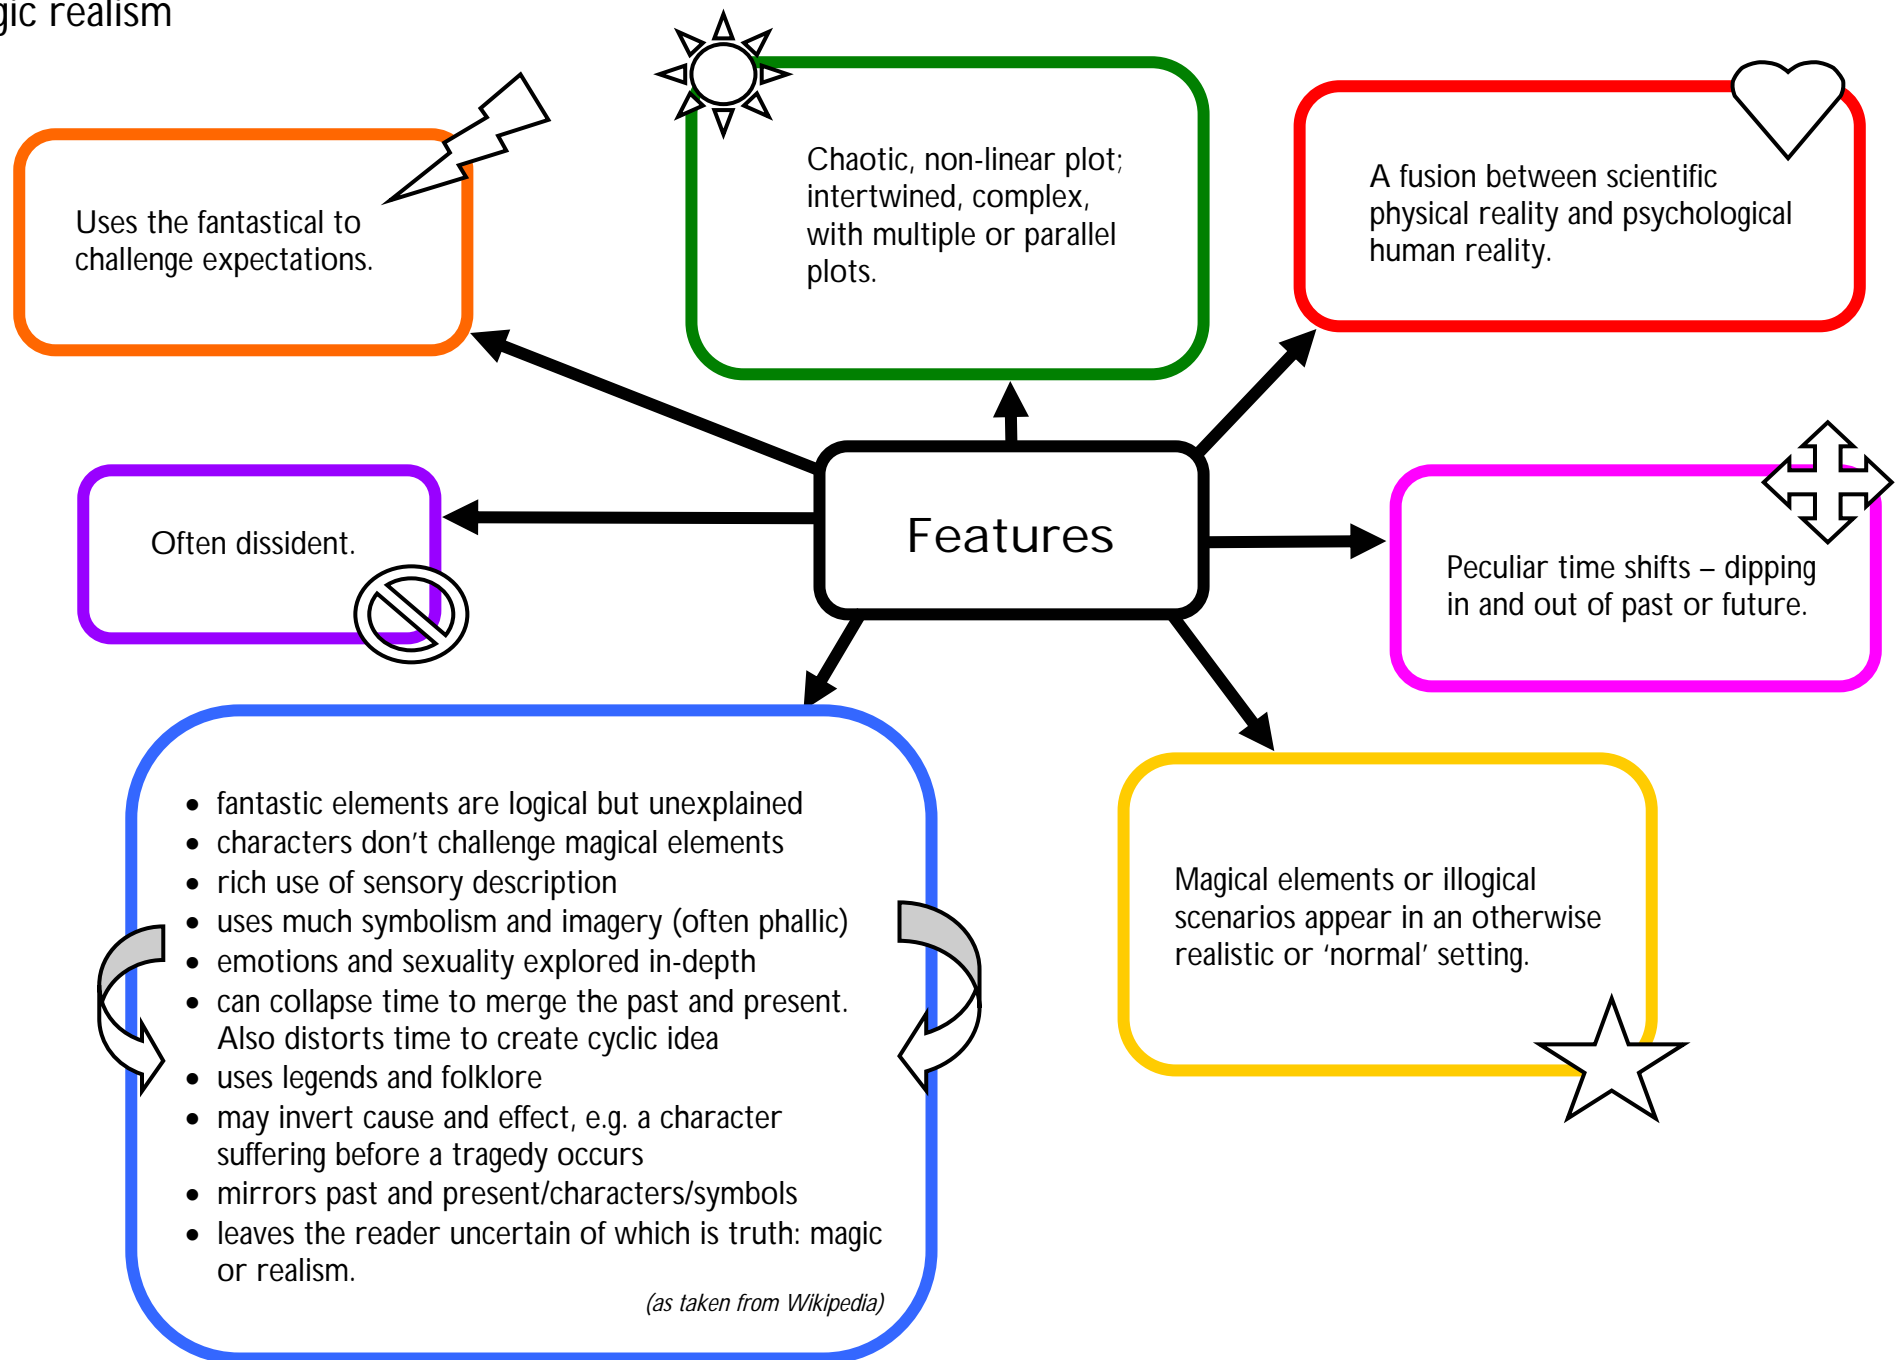 gic realism
Uses the fantastical to
challenge expectations.
Chaotic, non-linear plot;
intertwined, complex,
with multiple or parallel
plots.
A fusion between scientific
physical reality and psychological
human reality.
Often dissident.
Features
Peculiar time shifts – dipping
in and out of past or future.
• fantastic elements are logical but unexplained
• characters don't challenge magical elements
• rich use of sensory description
• uses much symbolism and imagery (often phallic)
• emotions and sexuality explored in-depth
• can collapse time to merge the past and present.
Also distorts time to create cyclic idea
• uses legends and folklore
• may invert cause and effect, e.g. a character
suffering before a tragedy occurs
• mirrors past and present/characters/symbols
• leaves the reader uncertain of which is truth: magic
or realism.
(as taken from Wikipedia)
Magical elements or illogical
scenarios appear in an otherwise
realistic or ‘normal’ setting.